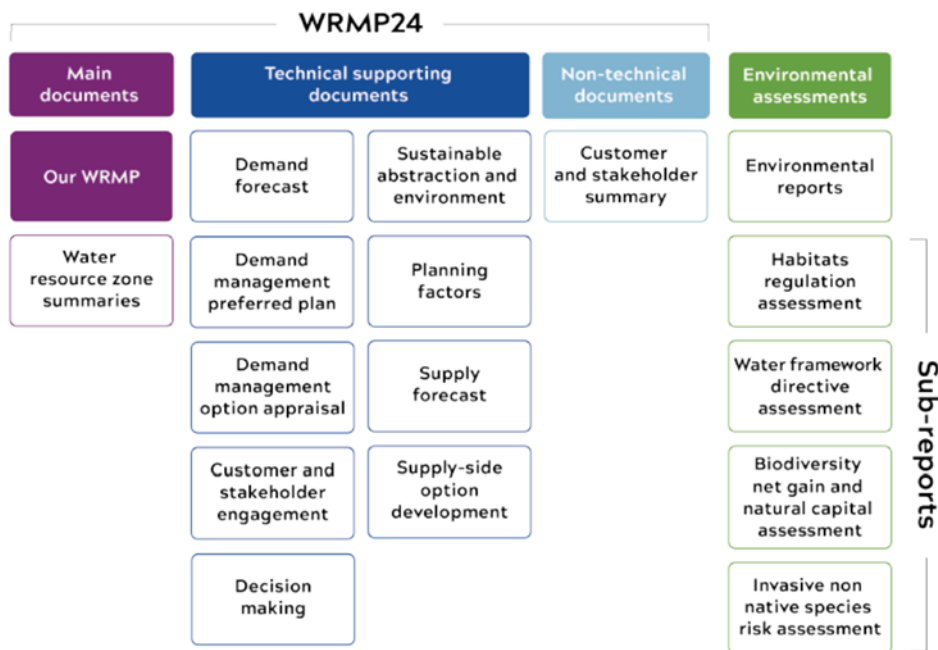 WRMP24
Main
documents
Technical supporting
documents
Non-technical
documents
Environmental
assessments
Our WRMP
Demand
forecast
Sustainable
abstraction and
environment
Customer
and stakeholder
summary
Environmental
reports
Water
resource zone
summaries
Demand
management
preferred plan
Planning
factors
Habitats
regulation
assessment
Demand
management
option appraisal
Supply
forecast
Water framework
directive
assessment
Customer and
stakeholder
engagement
Supply-side
option
development
Biodiversity
net gain and
natural capital
assessment
Decision
making
Invasive non
native species
risk assessment
Sub-reports